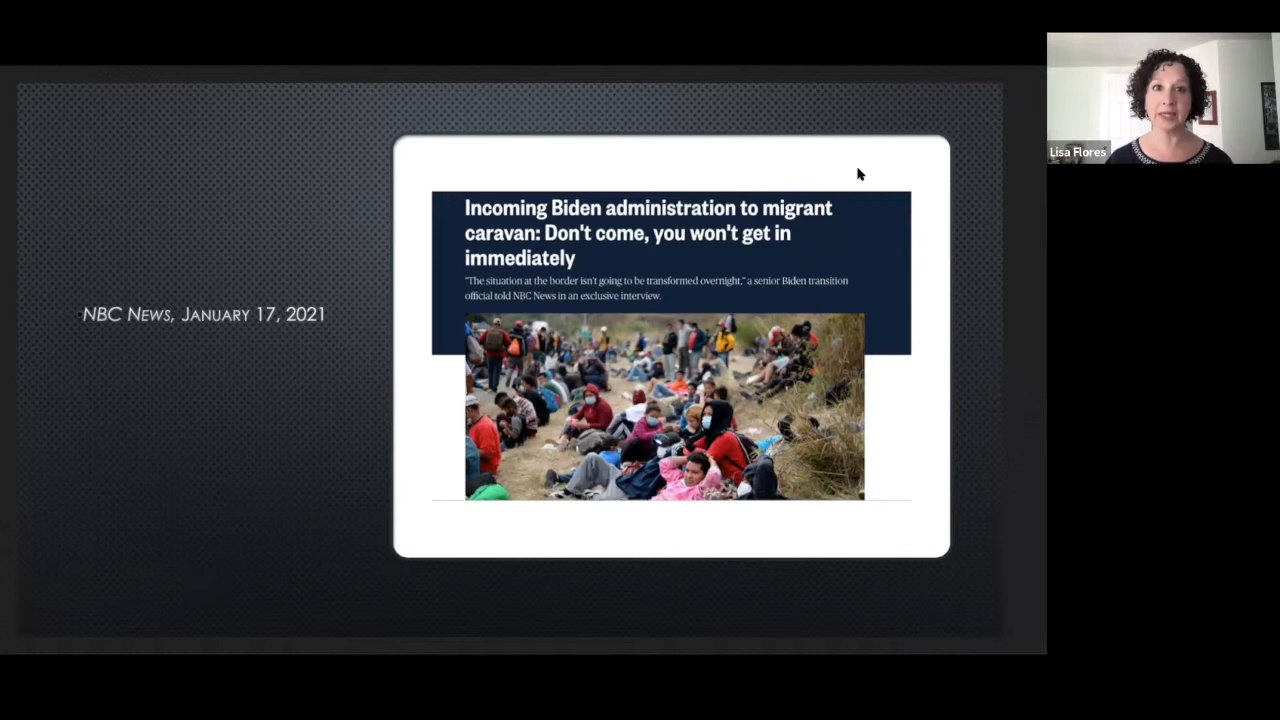 NBC News, January 17, 2021
Incoming Biden administration to migrant
caravan: Don't come, you won't get in
immediately
"The situation at the border isn't going to be transformed overnight," a senior Biden transition
official told NBC News in an exclusive interview.
Lisa Flores